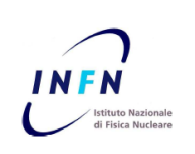 INFN
Istituto Nazionale
di Fisica Nucleare